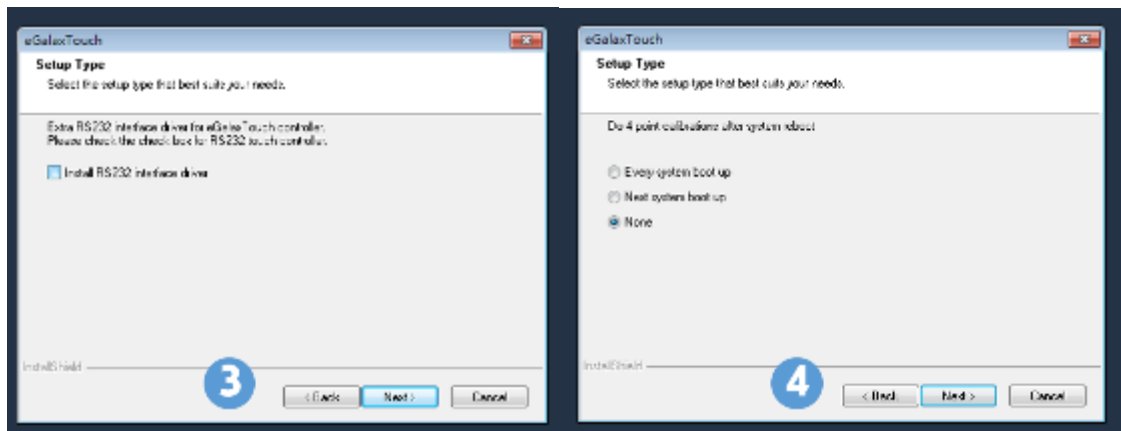 eGalaxTouch
Setup Type
Select the setup type that best suits your needs.
Extra RS232 interface driver for eGalaxTouch controller.
Please check the check box for RS232 touch controller.
Install RS232 interface driver
InstallShield
3
< Back
Next >
Cancel
eGalaxTouch
Setup Type
Select the setup type that best suits your needs.
Do 4 point calibrations after system reboot
Every system boot up
Next system boot up
None
InstallShield
4
< Back
Next >
Cancel